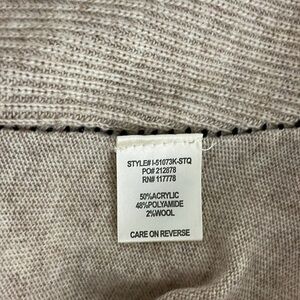 STYLE# I-51073K-STQ
PO# 212878
RN# 117778
50%ACRYLIC
48%POLYAMIDE
2%WOOL
CARE ON REVERSE